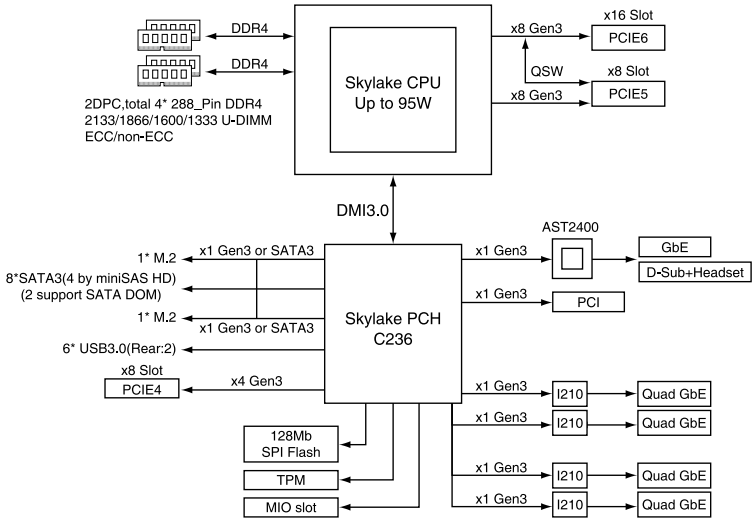 DDR4
DDR4
2DPC,total 4* 288_Pin DDR4
2133/1866/1600/1333 U-DIMM
ECC/non-ECC
Skylake CPU
Up to 95W
x8 Gen3
x16 Slot
PCIE6
QSW
x8 Slot
x8 Gen3
PCIE5
DMI3.0
Skylake PCH
C236
1* M.2
x1 Gen3 or SATA3
8*SATA3(4 by miniSAS HD)
(2 support SATA DOM)
1* M.2
x1 Gen3 or SATA3
6* USB3.0(Rear:2)
x8 Slot
PCIE4
x4 Gen3
128Mb
SPI Flash
TPM
MIO slot
x1 Gen3
AST2400
GbE
D-Sub+Headset
x1 Gen3
PCI
x1 Gen3
I210
Quad GbE
x1 Gen3
I210
Quad GbE
x1 Gen3
I210
Quad GbE
x1 Gen3
I210
Quad GbE